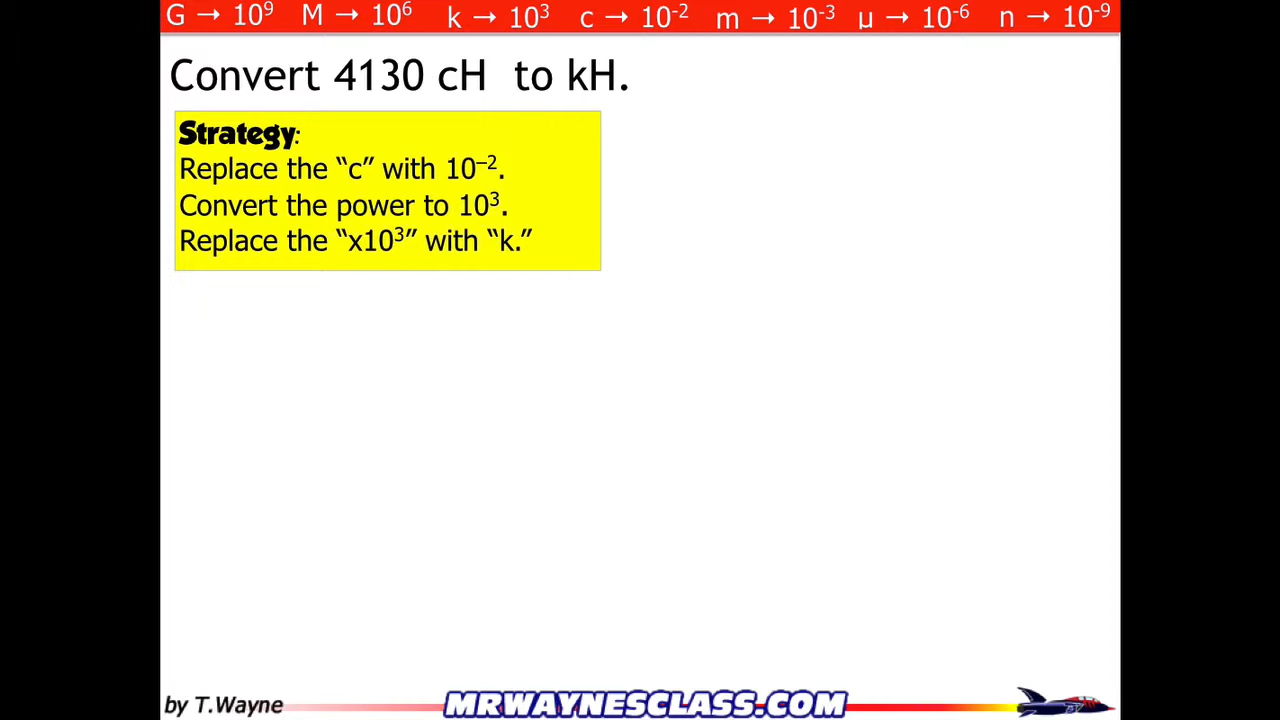 G → 10⁹ M → 10⁶ k → 10³ c → 10⁻² m → 10⁻³ μ → 10⁻⁶ n → 10⁻⁹
Convert 4130 cH to kH.
Strategy:
Replace the “c” with 10⁻².
Convert the power to 10³.
Replace the “x10³” with “k.”
by T.Wayne
MRWAYNESCLASS.COM